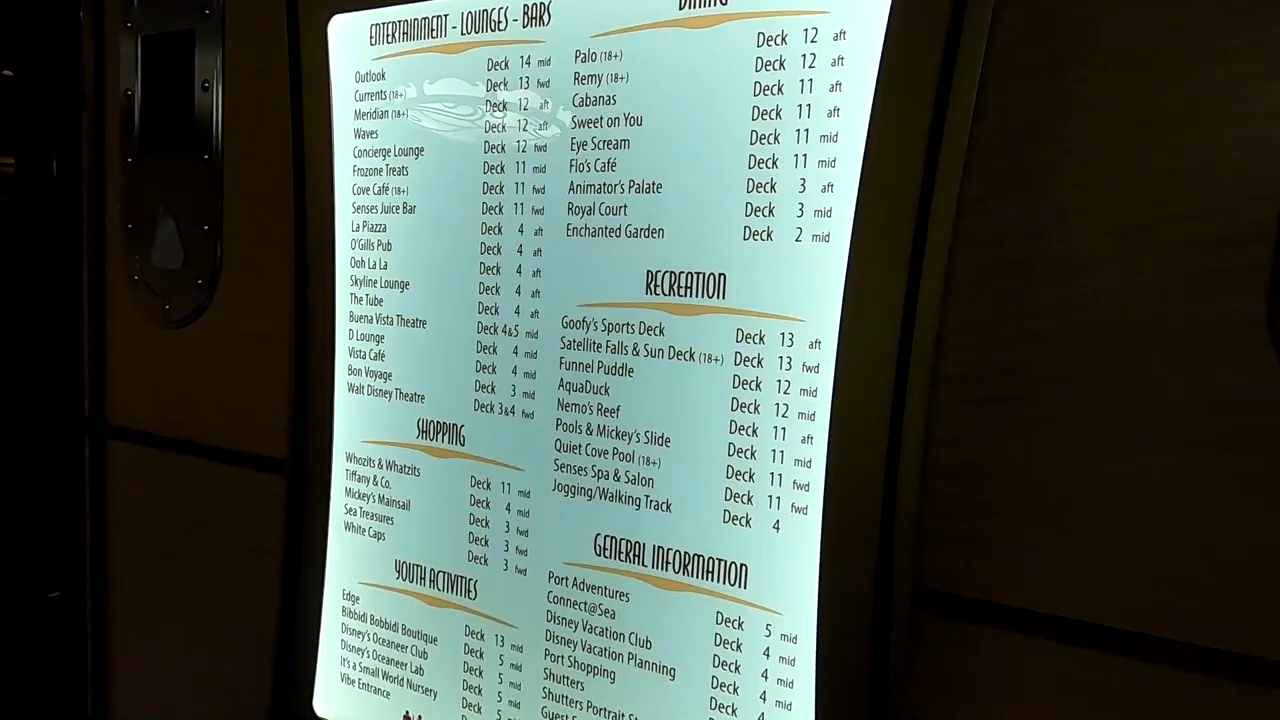 ENTERTAINMENT - LOUNGES - BARS
Outlook Deck 14 mid
Currents (18+) Deck 13 fwd
Meridian (18+) Deck 12 aft
Waves Deck 12 aft
Concierge Lounge Deck 12 fwd
Frozone Treats Deck 11 mid
Cove Café (18+) Deck 11 fwd
Senses Juice Bar Deck 11 fwd
La Piazza Deck 4 aft
O'Gills Pub Deck 4 aft
Ooh La La Deck 4 aft
Skyline Lounge Deck 4 aft
The Tube Deck 4 aft
Buena Vista Theatre Deck 4&5 mid
D Lounge Deck 4 mid
Vista Café Deck 4 mid
Bon Voyage Deck 3 mid
Walt Disney Theatre Deck 3&4 fwd
SHOPPING
Whozits & Whatzits Deck 11 mid
Tiffany & Co. Deck 4 mid
Mickey's Mainsail Deck 3 fwd
Sea Treasures Deck 3 fwd
White Caps Deck 3 fwd
YOUTH ACTIVITIES
Edge Deck 13 mid
Bibbidi Bobbidi Boutique Deck 5 mid
Disney's Oceaneer Club Deck 5 mid
Disney's Oceaneer Lab Deck 5 mid
It's a Small World Nursery Deck 5 mid
Vibe Entrance
DINING
Palo (18+) Deck 12 aft
Remy (18+) Deck 12 aft
Cabanas Deck 11 aft
Sweet on You Deck 11 aft
Eye Scream Deck 11 mid
Flo's Café Deck 11 mid
Animator's Palate Deck 3 aft
Royal Court Deck 3 mid
Enchanted Garden Deck 2 mid
RECREATION
Goofy's Sports Deck Deck 13 aft
Satellite Falls & Sun Deck (18+) Deck 13 fwd
Funnel Puddle Deck 12 mid
AquaDuck Deck 12 mid
Nemo's Reef Deck 11 aft
Pools & Mickey's Slide Deck 11 mid
Quiet Cove Pool (18+) Deck 11 fwd
Senses Spa & Salon Deck 11 fwd
Jogging/Walking Track Deck 4
GENERAL INFORMATION
Port Adventures Deck 5 mid
Connect@Sea Deck 4 mid
Disney Vacation Club Deck 4 mid
Disney Vacation Planning Deck 4 mid
Port Shopping Deck 4
Shutters
Shutters Portrait